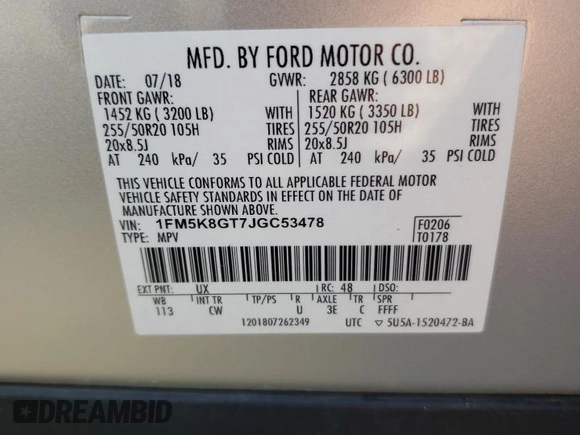 MFD. BY FORD MOTOR CO.
DATE: 07/18 GVWR: 2858 KG ( 6300 LB)
FRONT GAWR: REAR GAWR:
1452 KG ( 3200 LB) WITH 1520 KG ( 3350 LB) WITH
255/50R20 105H TIRES 255/50R20 105H TIRES
20x8.5J RIMS 20x8.5J RIMS
AT 240 kPa/ 35 PSI COLD AT 240 kPa/ 35 PSI COLD
THIS VEHICLE CONFORMS TO ALL APPLICABLE FEDERAL MOTOR
VEHICLE SAFETY STANDARD IN EFFECT ON THE DATE OF
MANUFACTURE SHOWN ABOVE.
VIN: 1FM5K8GT7JGC53478 F0206
TYPE: MPV T0178
EXT PNT: UX RC: 48 DSO:
WB INT TR TP/PS R AXLE TR SPR
113 CW U 3E C FFFF
1201807262349 UTC ▽ 5U5A-1520472-BA
DREAMBID